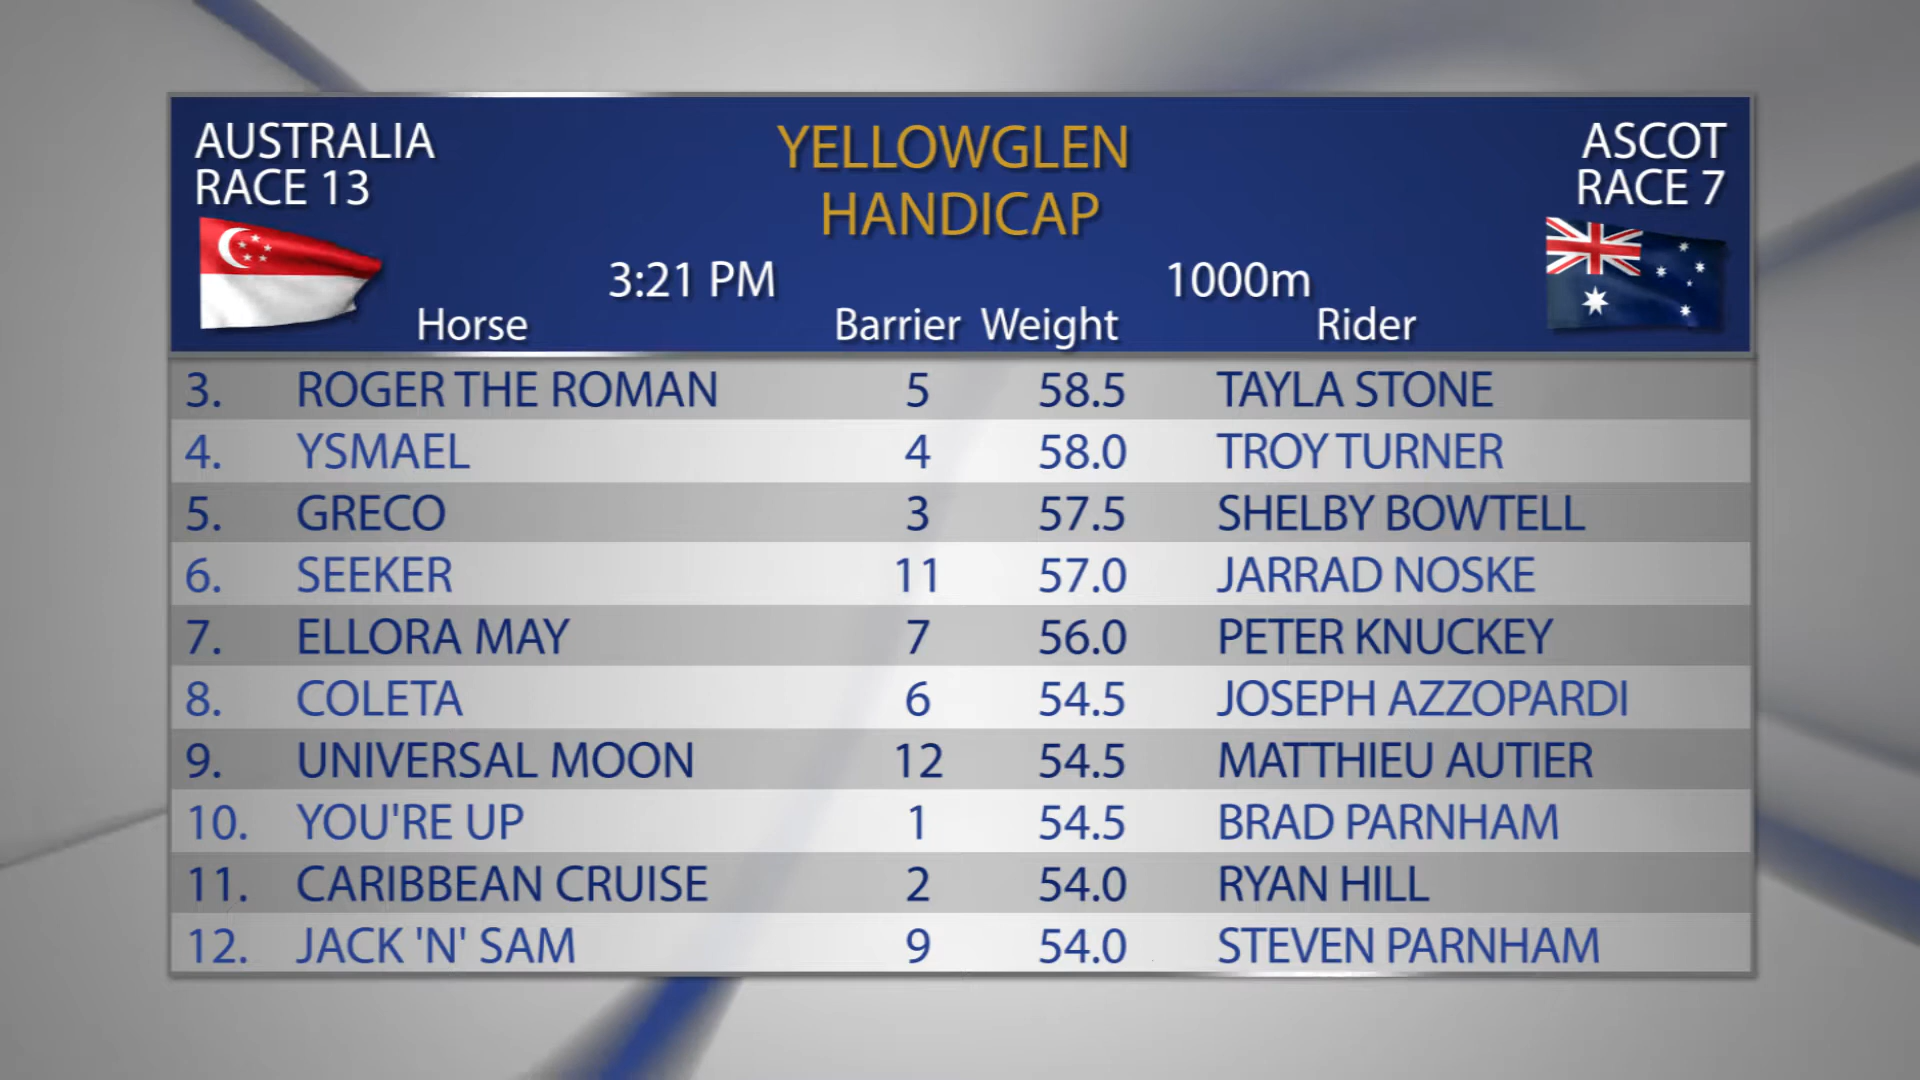 AUSTRALIA
RACE 13
YELLOWGLEN
HANDICAP
ASCOT
RACE 7
3:21 PM
1000m
Horse Barrier Weight Rider
3. ROGER THE ROMAN 5 58.5 TAYLA STONE
4. YSMAEL 4 58.0 TROY TURNER
5. GRECO 3 57.5 SHELBY BOWTELL
6. SEEKER 11 57.0 JARRAD NOSKE
7. ELLORA MAY 7 56.0 PETER KNUCKEY
8. COLETA 6 54.5 JOSEPH AZZOPARDI
9. UNIVERSAL MOON 12 54.5 MATTHIEU AUTIER
10. YOU'RE UP 1 54.5 BRAD PARNHAM
11. CARIBBEAN CRUISE 2 54.0 RYAN HILL
12. JACK 'N' SAM 9 54.0 STEVEN PARNHAM